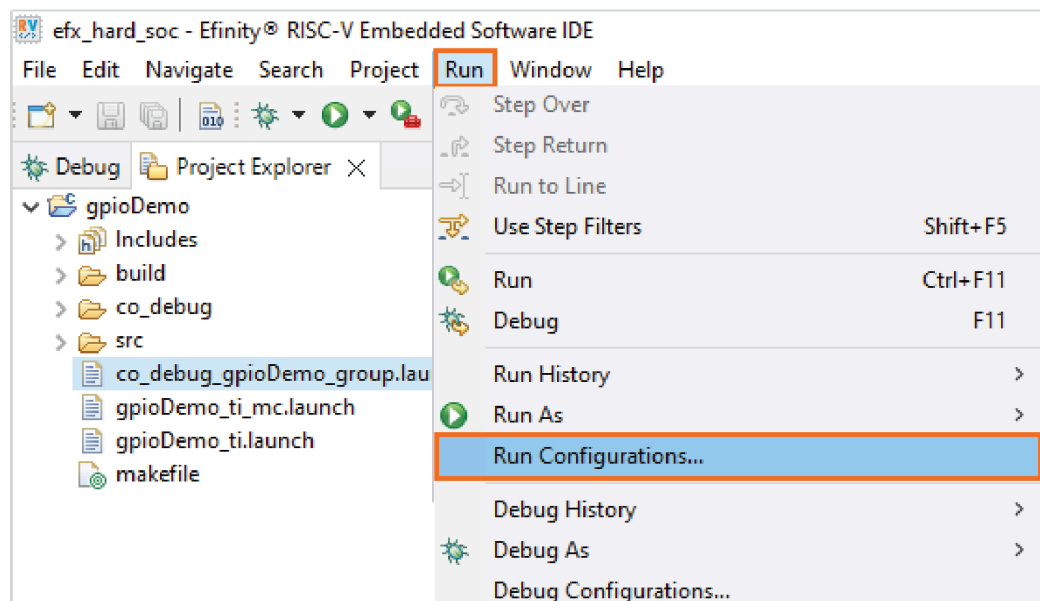 efx_hard_soc - Efinity® RISC-V Embedded Software IDE
File Edit Navigate Search Project Run Window Help
Debug Project Explorer
gpioDemo
Includes
build
co_debug
src
co_debug_gpioDemo_group.lau
gpioDemo_ti_mc.launch
gpioDemo_ti.launch
makefile
Step Over
Step Return
Run to Line
Use Step Filters Shift+F5
Run Ctrl+F11
Debug F11
Run History
Run As
Run Configurations...
Debug History
Debug As
Debug Configurations...